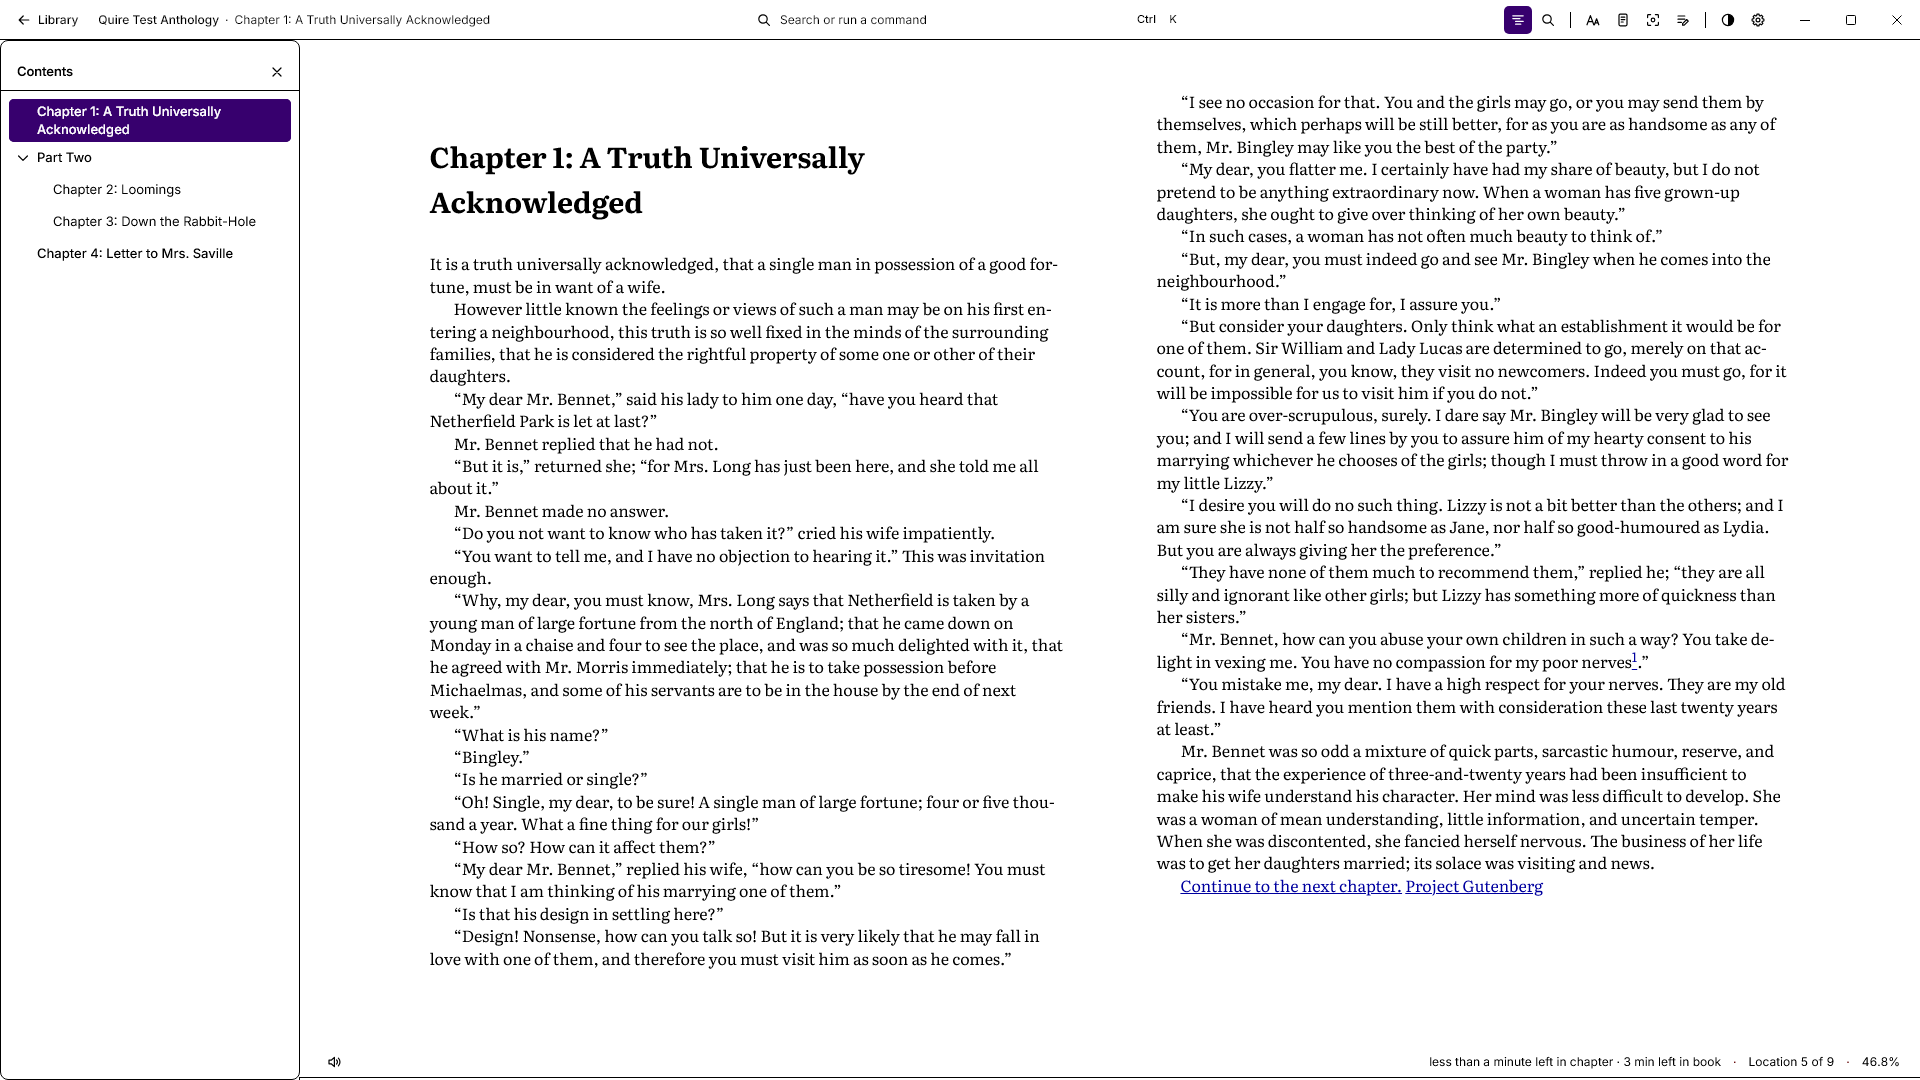 Library Quire Test Anthology · Chapter 1: A Truth Universally Acknowledged Search or run a command Ctrl K
Contents
Chapter 1: A Truth Universally
Acknowledged
Part Two
Chapter 2: Loomings
Chapter 3: Down the Rabbit-Hole
Chapter 4: Letter to Mrs. Saville
Chapter 1: A Truth Universally
Acknowledged
It is a truth universally acknowledged, that a single man in possession of a good for-
tune, must be in want of a wife.
However little known the feelings or views of such a man may be on his first en-
tering a neighbourhood, this truth is so well fixed in the minds of the surrounding
families, that he is considered the rightful property of some one or other of their
daughters.
“My dear Mr. Bennet,” said his lady to him one day, “have you heard that
Netherfield Park is let at last?”
Mr. Bennet replied that he had not.
“But it is,” returned she; “for Mrs. Long has just been here, and she told me all
about it.”
Mr. Bennet made no answer.
“Do you not want to know who has taken it?” cried his wife impatiently.
“You want to tell me, and I have no objection to hearing it.” This was invitation
enough.
“Why, my dear, you must know, Mrs. Long says that Netherfield is taken by a
young man of large fortune from the north of England; that he came down on
Monday in a chaise and four to see the place, and was so much delighted with it, that
he agreed with Mr. Morris immediately; that he is to take possession before
Michaelmas, and some of his servants are to be in the house by the end of next
week.”
“What is his name?”
“Bingley.”
“Is he married or single?”
“Oh! Single, my dear, to be sure! A single man of large fortune; four or five thou-
sand a year. What a fine thing for our girls!”
“How so? How can it affect them?”
“My dear Mr. Bennet,” replied his wife, “how can you be so tiresome! You must
know that I am thinking of his marrying one of them.”
“Is that his design in settling here?”
“Design! Nonsense, how can you talk so! But it is very likely that he may fall in
love with one of them, and therefore you must visit him as soon as he comes.”
“I see no occasion for that. You and the girls may go, or you may send them by
themselves, which perhaps will be still better, for as you are as handsome as any of
them, Mr. Bingley may like you the best of the party.”
“My dear, you flatter me. I certainly have had my share of beauty, but I do not
pretend to be anything extraordinary now. When a woman has five grown-up
daughters, she ought to give over thinking of her own beauty.”
“In such cases, a woman has not often much beauty to think of.”
“But, my dear, you must indeed go and see Mr. Bingley when he comes into the
neighbourhood.”
“It is more than I engage for, I assure you.”
“But consider your daughters. Only think what an establishment it would be for
one of them. Sir William and Lady Lucas are determined to go, merely on that ac-
count, for in general, you know, they visit no newcomers. Indeed you must go, for it
will be impossible for us to visit him if you do not.”
“You are over-scrupulous, surely. I dare say Mr. Bingley will be very glad to see
you; and I will send a few lines by you to assure him of my hearty consent to his
marrying whichever he chooses of the girls; though I must throw in a good word for
my little Lizzy.”
“I desire you will do no such thing. Lizzy is not a bit better than the others; and I
am sure she is not half so handsome as Jane, nor half so good-humoured as Lydia.
But you are always giving her the preference.”
“They have none of them much to recommend them,” replied he; “they are all
silly and ignorant like other girls; but Lizzy has something more of quickness than
her sisters.”
“Mr. Bennet, how can you abuse your own children in such a way? You take de-
light in vexing me. You have no compassion for my poor nerves1.”
“You mistake me, my dear. I have a high respect for your nerves. They are my old
friends. I have heard you mention them with consideration these last twenty years
at least.”
Mr. Bennet was so odd a mixture of quick parts, sarcastic humour, reserve, and
caprice, that the experience of three-and-twenty years had been insufficient to
make his wife understand his character. Her mind was less difficult to develop. She
was a woman of mean understanding, little information, and uncertain temper.
When she was discontented, she fancied herself nervous. The business of her life
was to get her daughters married; its solace was visiting and news.
Continue to the next chapter. Project Gutenberg
less than a minute left in chapter · 3 min left in book · Location 5 of 9 · 46.8%